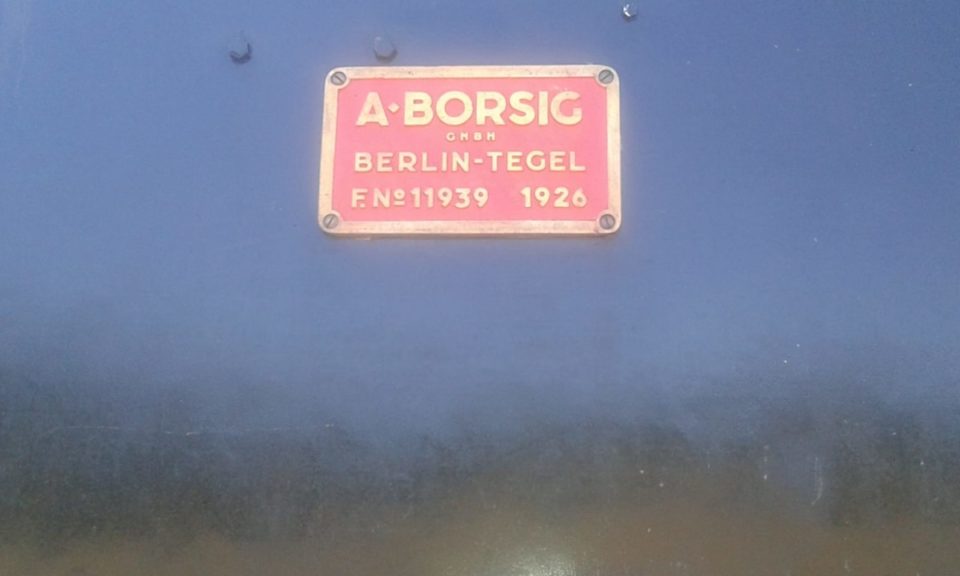 A·BORSIG
GMBH
BERLIN-TEGEL
F.Nº11939 1926